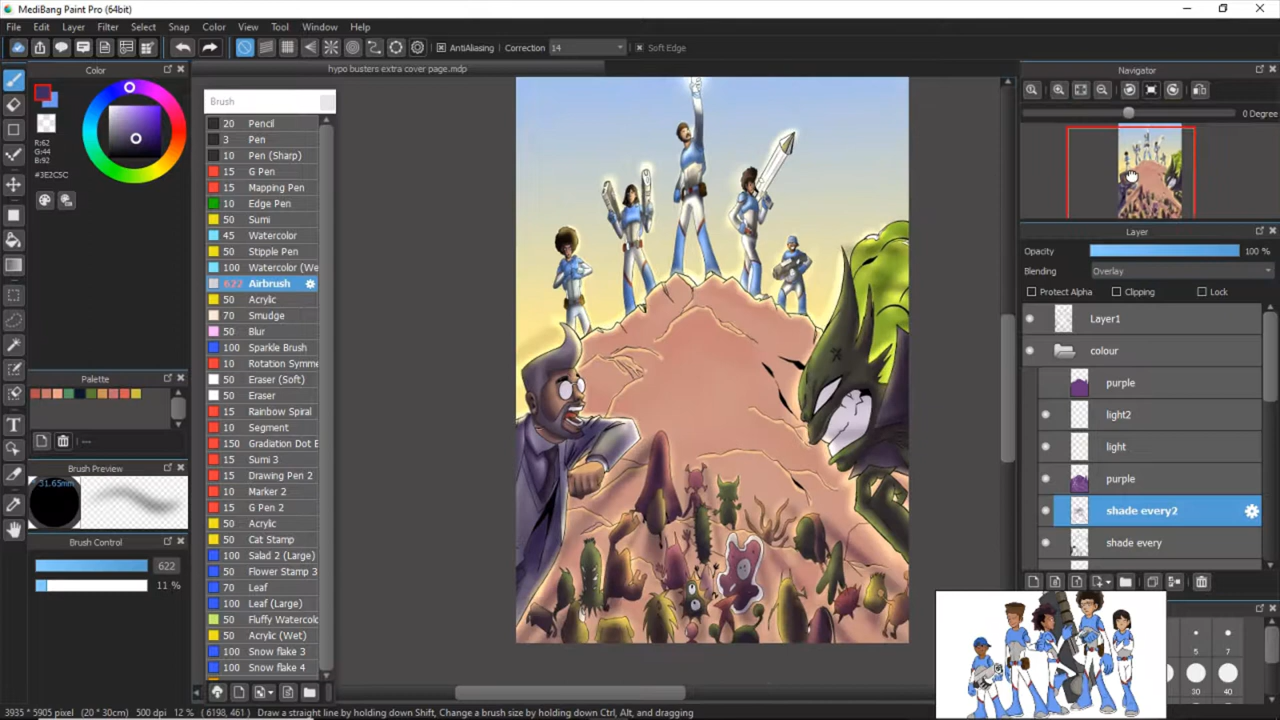 MediBang Paint Pro (64bit)
File Edit Layer Filter Select Snap Color View Tool Window Help
AntiAliasing Correction 14 Soft Edge
hypo busters extra cover page.mdp
Color
R:62
G:44
B:92
#3E2C5C
Palette
---
Brush Preview
31.65mm
Brush Control
622
11 %
Brush
20 Pencil
3 Pen
10 Pen (Sharp)
15 G Pen
15 Mapping Pen
10 Edge Pen
50 Sumi
45 Watercolor
50 Stipple Pen
100 Watercolor (We
622 Airbrush
50 Acrylic
70 Smudge
50 Blur
100 Sparkle Brush
10 Rotation Symme
50 Eraser (Soft)
50 Eraser
15 Rainbow Spiral
10 Segment
150 Gradation Dot E
15 Sumi 3
15 Drawing Pen 2
10 Marker 2
15 G Pen 2
50 Acrylic
50 Cat Stamp
100 Salad 2 (Large)
50 Flower Stamp 3
70 Leaf
100 Leaf (Large)
50 Fluffy Watercolo
50 Acrylic (Wet)
100 Snow flake 3
100 Snow flake 4
Navigator
0 Degree
Layer
Opacity 100 %
Blending Overlay
Protect Alpha Clipping Lock
Layer1
colour
purple
light2
light
purple
shade every2
shade every
5 7
30 40
3935 * 5905 pixel (20 * 30cm) 500 dpi 12 % (6198, 461) Draw a straight line by holding down Shift, Change a brush size by holding down Ctrl, Alt, and dragging